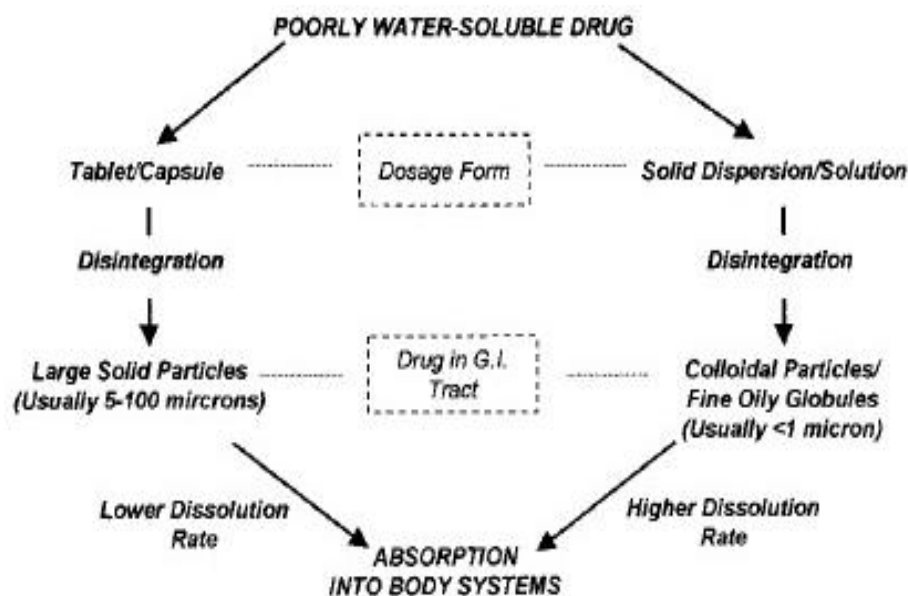 POORLY WATER-SOLUBLE DRUG
Tablet/Capsule
Dosage Form
Solid Dispersion/Solution
Disintegration
Disintegration
Large Solid Particles
(Usually 5-100 mircrons)
Drug in G.I.
Tract
Colloidal Particles/
Fine Oily Globules
(Usually <1 micron)
Lower Dissolution
Rate
Higher Dissolution
Rate
ABSORPTION
INTO BODY SYSTEMS